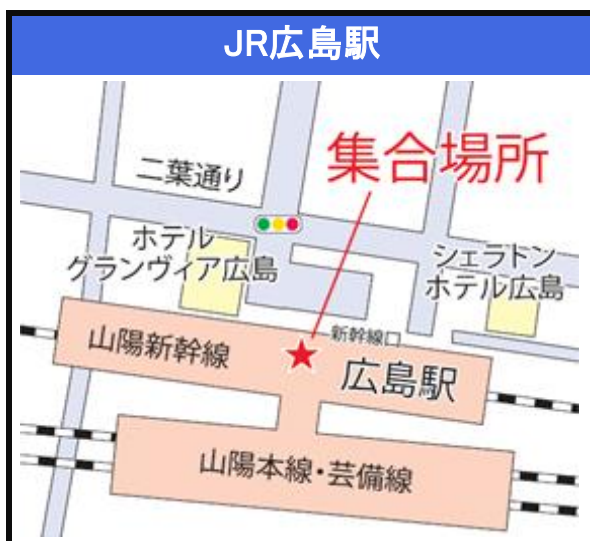 JR広島駅
集合場所
二葉通り
ホテル
グランヴィア広島
シェラトン
ホテル広島
新幹線口
山陽新幹線
広島駅
山陽本線・芸備線